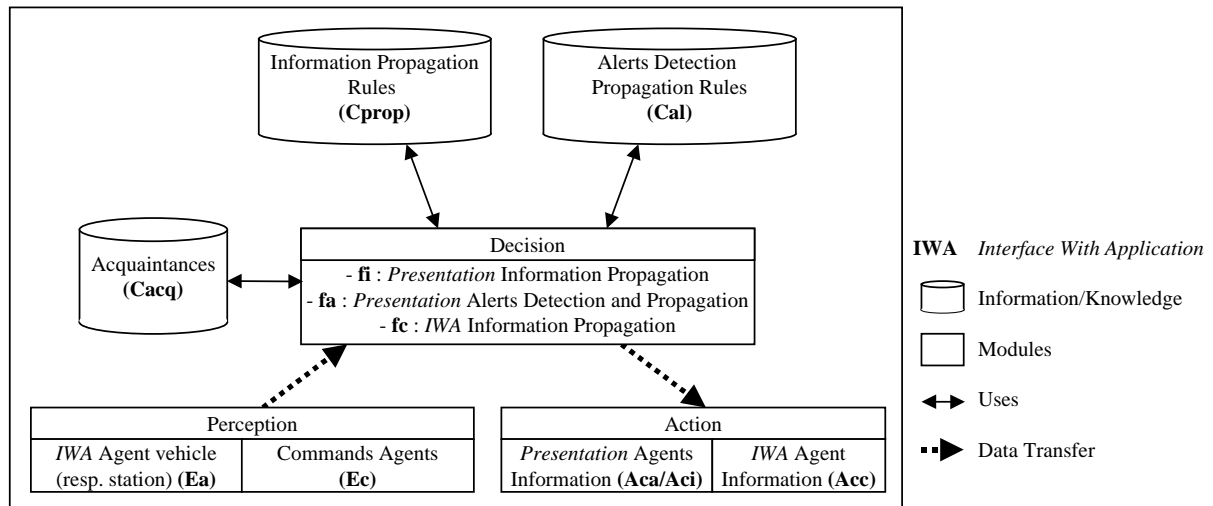 Information Propagation
Rules
(Cprop)
Alerts Detection
Propagation Rules
(Cal)
Acquaintances
(Cacq)
Decision
- fi : Presentation Information Propagation
- fa : Presentation Alerts Detection and Propagation
- fc : IWA Information Propagation
Perception
IWA Agent vehicle
(resp. station) (Ea)
Commands Agents
(Ec)
Action
Presentation Agents
Information (Aca/Aci)
IWA Agent
Information (Acc)
IWA Interface With Application
Information/Knowledge
Modules
Uses
Data Transfer